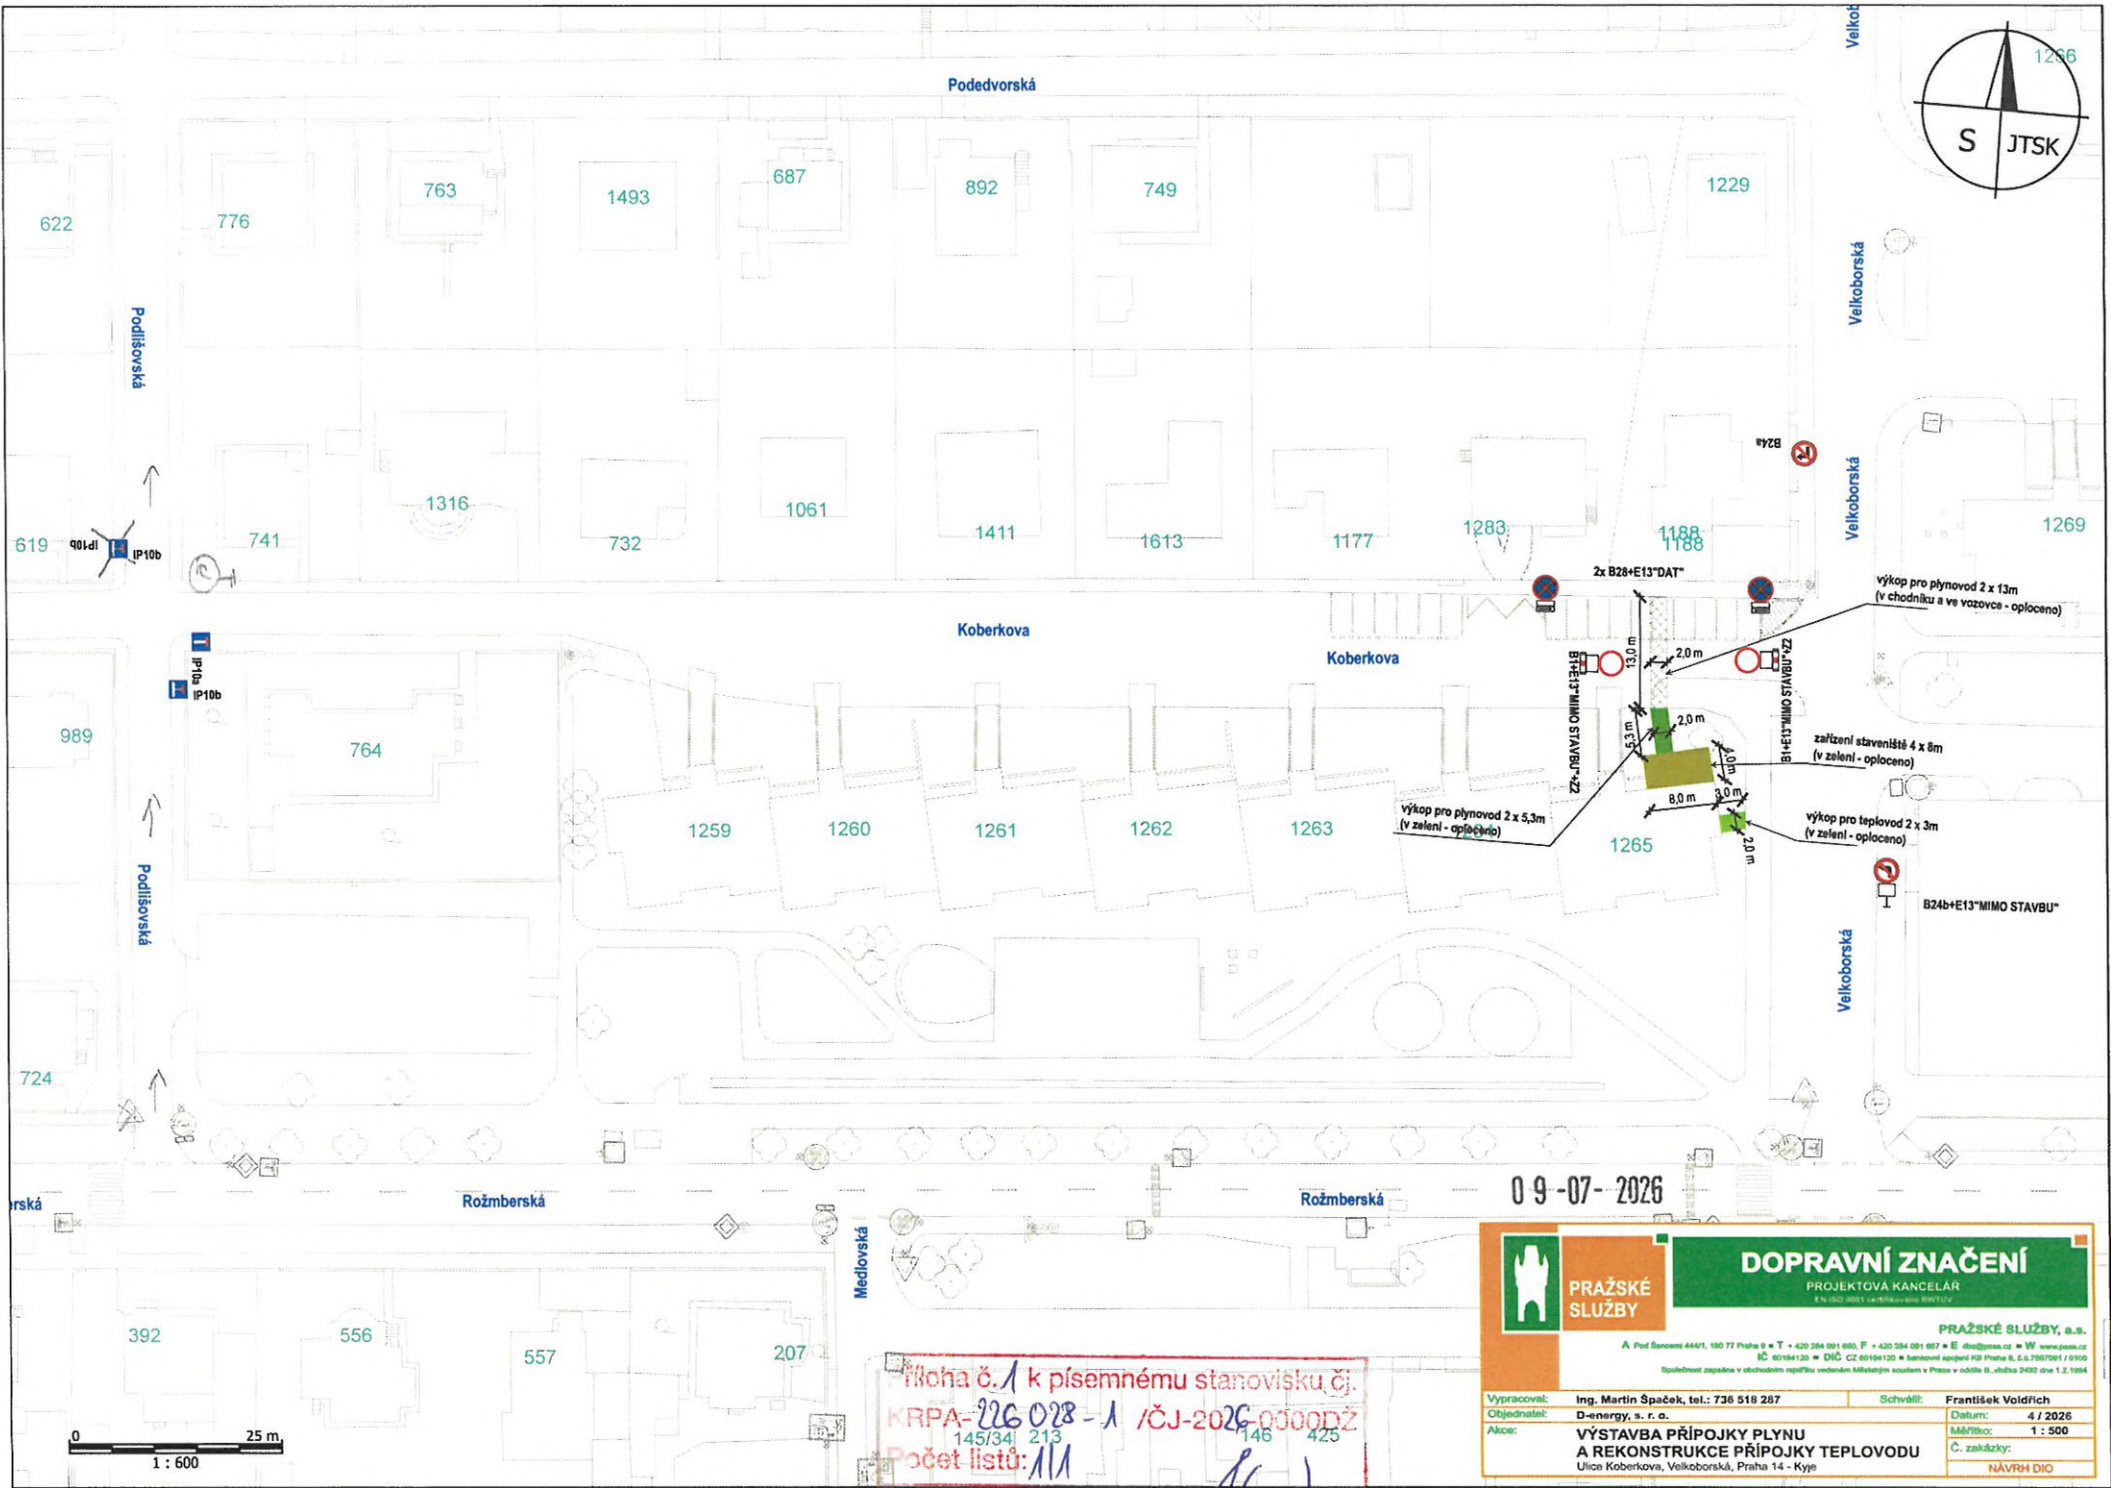 Podedvorská
Velkob
1266
S JTSK
622
776
763
1493
687
892
749
1229
Podlišovská
Velkoborská
B24a
Velkoborská
619
IP10b
IP10b
741
1316
732
1061
1411
1613
1177
1283
1188
1188
1269
2x B28+E13"DAT"
výkop pro plynovod 2 x 13m
(v chodníku a ve vozovce - oploceno)
Koberkova
Koberkova
13,0 m
2,0 m
B1+E13"MIMO STAVBU"+Z2
B1+E13"MIMO STAVBU"+Z2
IP10a
IP10b
989
764
5,3 m
2,0 m
4,0m
zařízení staveniště 4 x 8m
(v zeleni - oploceno)
8,0 m
3,0 m
výkop pro plynovod 2 x 5,3m
(v zeleni - oploceno)
výkop pro teplovod 2 x 3m
(v zeleni - oploceno)
2,0 m
1259
1260
1261
1262
1263
1265
Podlišovská
B24b+E13"MIMO STAVBU"
Velkoborská
724
erská
Rožmberská
Rožmberská
09-07-2026
Medlovská
392
556
557
207
Příloha č. 1 k písemnému stanovisku čj.
KRPA-226028-1 /ČJ-2026-0000DŽ
145/34
213
146
425
Počet listů: 1/1
0
25 m
1 : 600
PRAŽSKÉ
SLUŽBY
DOPRAVNÍ ZNAČENÍ
PROJEKTOVÁ KANCELÁŘ
PRAŽSKÉ SLUŽBY, a.s.
Vypracoval: Ing. Martin Špaček, tel.: 736 518 287
Schválil: František Voldřich
Objednatel: D-energy, s. r. o.
Datum: 4 / 2026
Akce: VÝSTAVBA PŘÍPOJKY PLYNU
A REKONSTRUKCE PŘÍPOJKY TEPLOVODU
Ulice Koberkova, Velkoborská, Praha 14 - Kyje
Měřítko: 1 : 500
Č. zakázky:
NÁVRH DIO